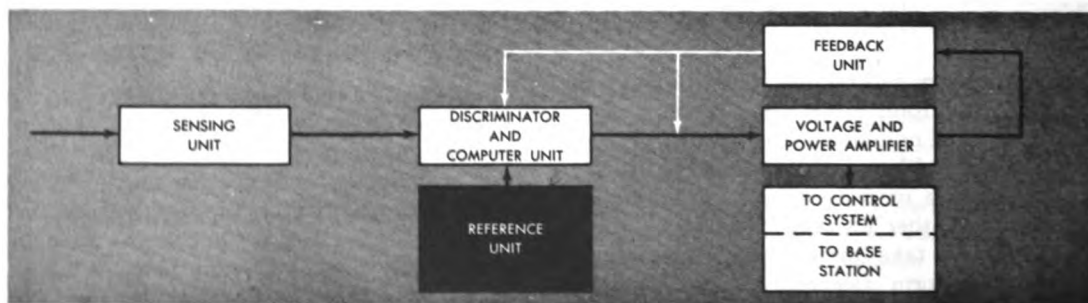 FEEDBACK
UNIT
SENSING
UNIT
DISCRIMINATOR
AND
COMPUTER UNIT
VOLTAGE AND
POWER AMPLIFIER
REFERENCE
UNIT
TO CONTROL
SYSTEM
TO BASE
STATION